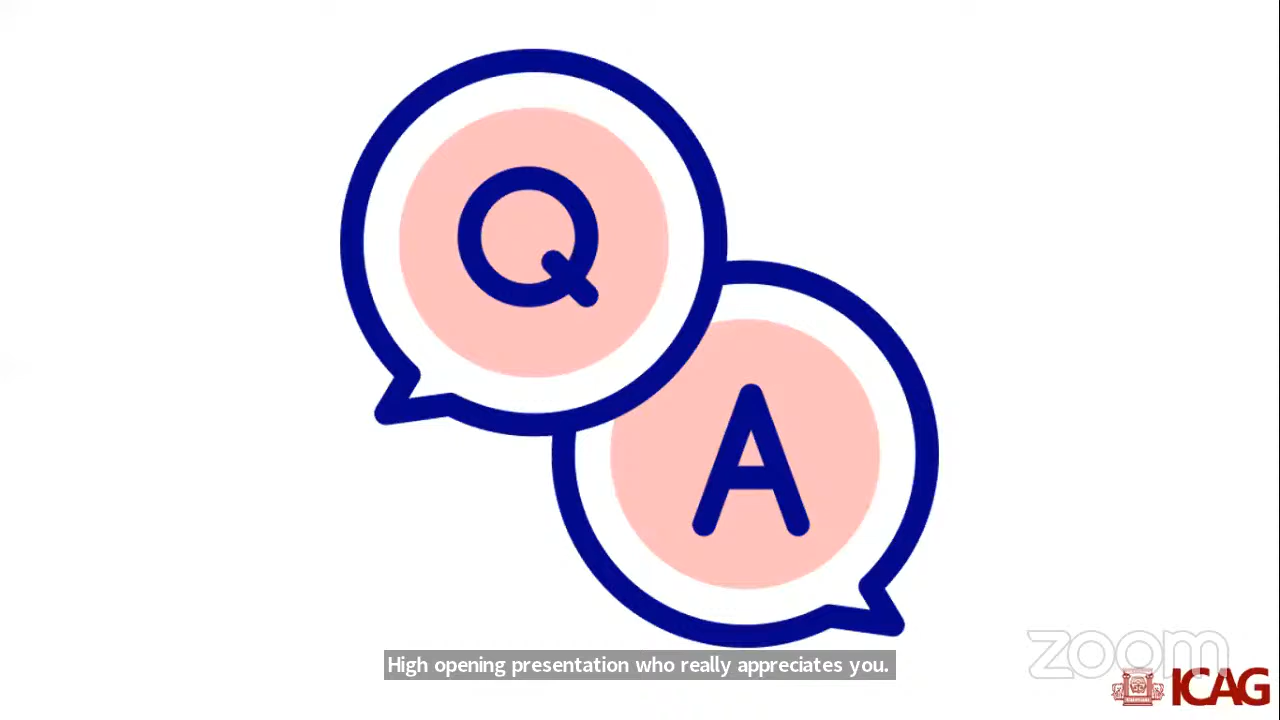 Q
A
High opening presentation who really appreciates you.
zoom
ICAG